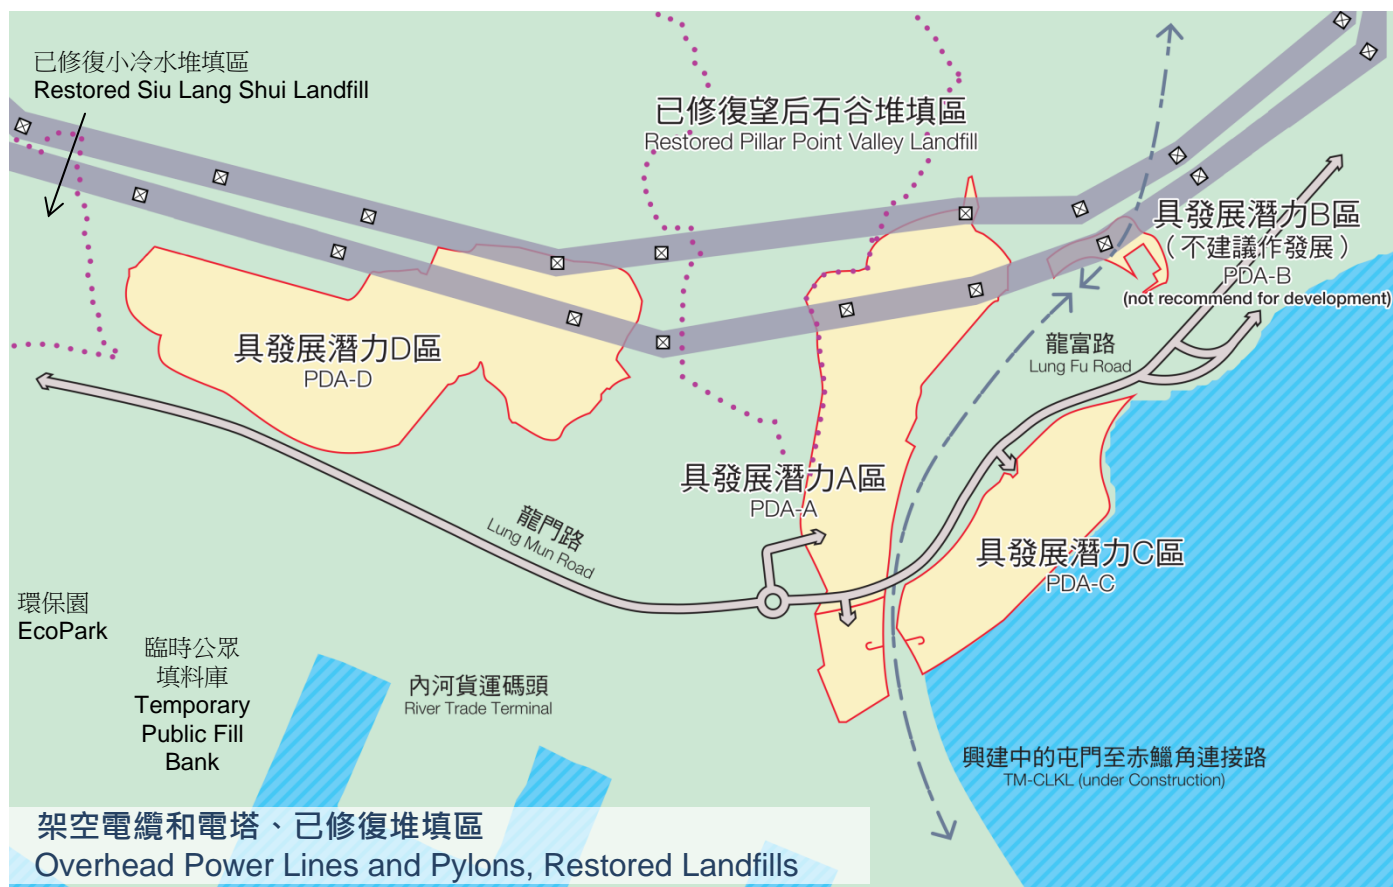 已修復小冷水堆填區
Restored Siu Lang Shui Landfill
已修復望后石谷堆填區
Restored Pillar Point Valley Landfill
具發展潛力B區
（不建議作發展）
PDA-B
(not recommend for development)
具發展潛力D區
PDA-D
龍富路
Lung Fu Road
具發展潛力A區
PDA-A
龍門路
Lung Mun Road
具發展潛力C區
PDA-C
環保園
EcoPark
臨時公眾
填料庫
Temporary
Public Fill
Bank
內河貨運碼頭
River Trade Terminal
興建中的屯門至赤鱲角連接路
TM-CLKL (under Construction)
架空電纜和電塔、已修復堆填區
Overhead Power Lines and Pylons, Restored Landfills